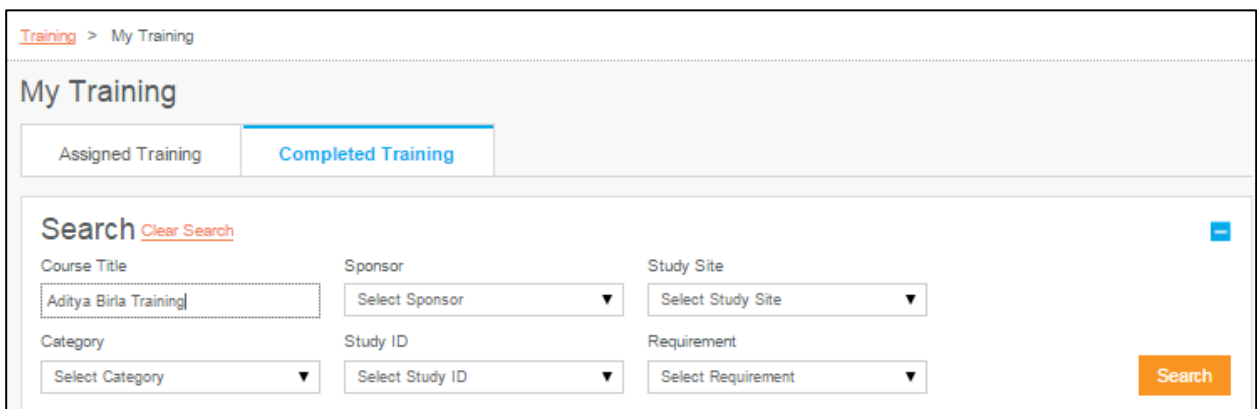 Training > My Training
My Training
Assigned Training Completed Training
Search Clear Search
Course Title Sponsor Study Site
Aditya Birla Training Select Sponsor Select Study Site
Category Study ID Requirement
Select Category Select Study ID Select Requirement Search